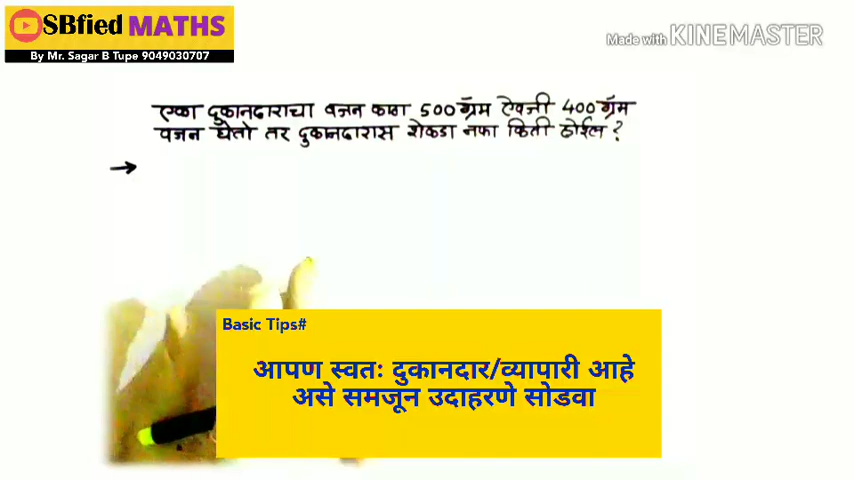 SBfied MATHS
By Mr. Sagar B Tupe 9049030707
Made with KINEMASTER
एका दुकानदाराचा वजन काटा 500 ग्रॅम ऐवजी 400 ग्रॅम
वजन घेतो तर दुकानदारास शेकडा नफा किती होईल ?
Basic Tips#
आपण स्वतः दुकानदार/व्यापारी आहे
असे समजून उदाहरणे सोडवा